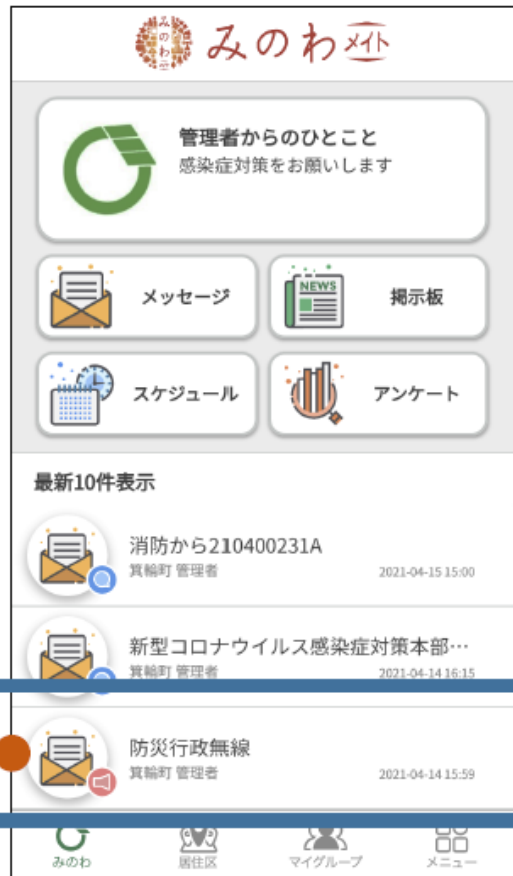 みのわ メイト
管理者からのひとこと
感染症対策をお願いします
メッセージ
NEWS
掲示板
スケジュール
アンケート
最新10件表示
消防から210400231A
箕輪町 管理者
2021-04-15 15:00
新型コロナウイルス感染症対策本部…
箕輪町 管理者
2021-04-14 16:15
防災行政無線
箕輪町 管理者
2021-04-14 15:59
みのわ
居住区
マイグループ
メニュー